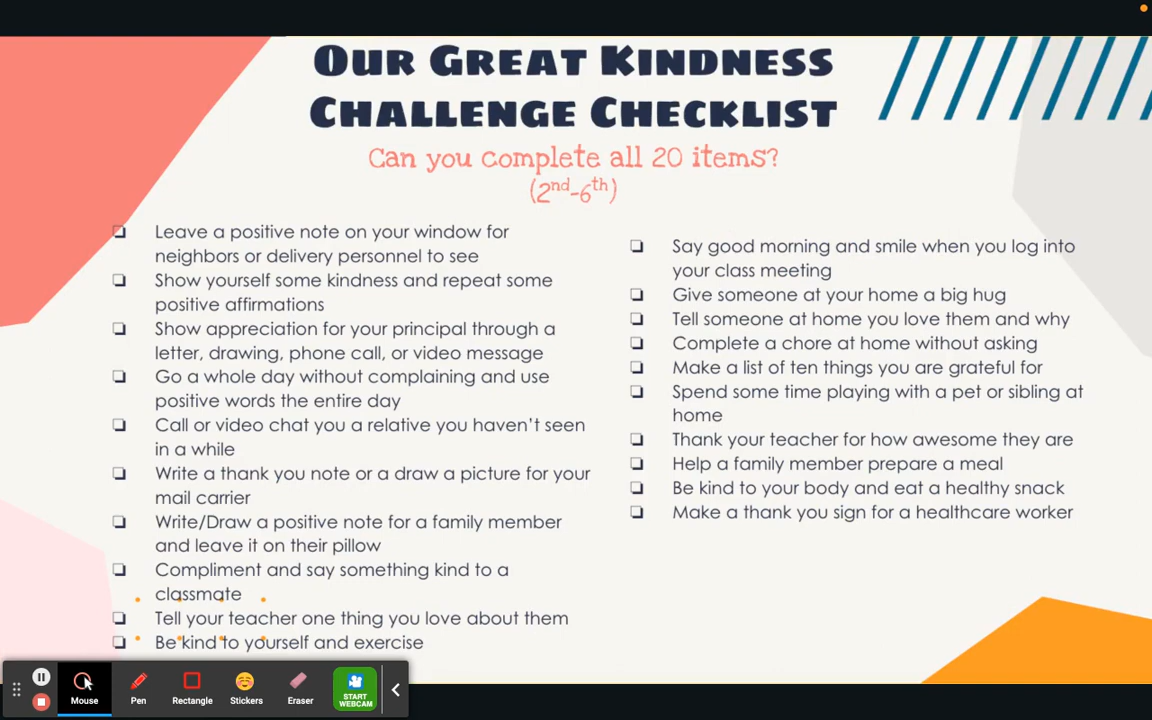 Our Great Kindness
Challenge Checklist
Can you complete all 20 items?
(2nd-6th)
Leave a positive note on your window for
neighbors or delivery personnel to see
Show yourself some kindness and repeat some
positive affirmations
Show appreciation for your principal through a
letter, drawing, phone call, or video message
Go a whole day without complaining and use
positive words the entire day
Call or video chat you a relative you haven't seen
in a while
Write a thank you note or a draw a picture for your
mail carrier
Write/Draw a positive note for a family member
and leave it on their pillow
Compliment and say something kind to a
classmate
Tell your teacher one thing you love about them
Be kind to yourself and exercise
Say good morning and smile when you log into
your class meeting
Give someone at your home a big hug
Tell someone at home you love them and why
Complete a chore at home without asking
Make a list of ten things you are grateful for
Spend some time playing with a pet or sibling at
home
Thank your teacher for how awesome they are
Help a family member prepare a meal
Be kind to your body and eat a healthy snack
Make a thank you sign for a healthcare worker
Mouse
Pen
Rectangle
Stickers
Eraser
START
WEBCAM